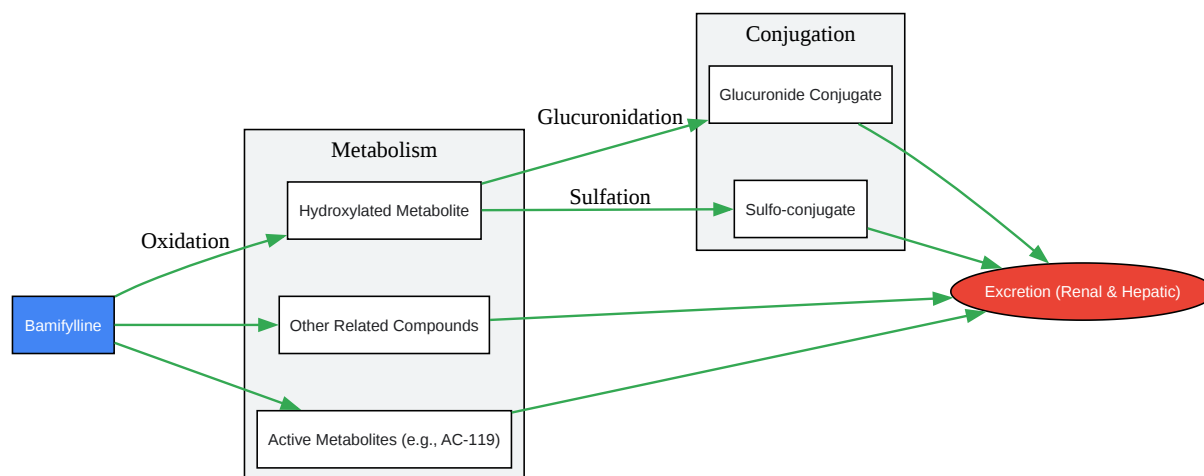 Conjugation
Glucuronide Conjugate
Glucuronidation
Metabolism
Hydroxylated Metabolite
Sulfation
Sulfo-conjugate
Oxidation
Excretion (Renal & Hepatic)
Bamifylline
Other Related Compounds
Active Metabolites (e.g., AC-119)